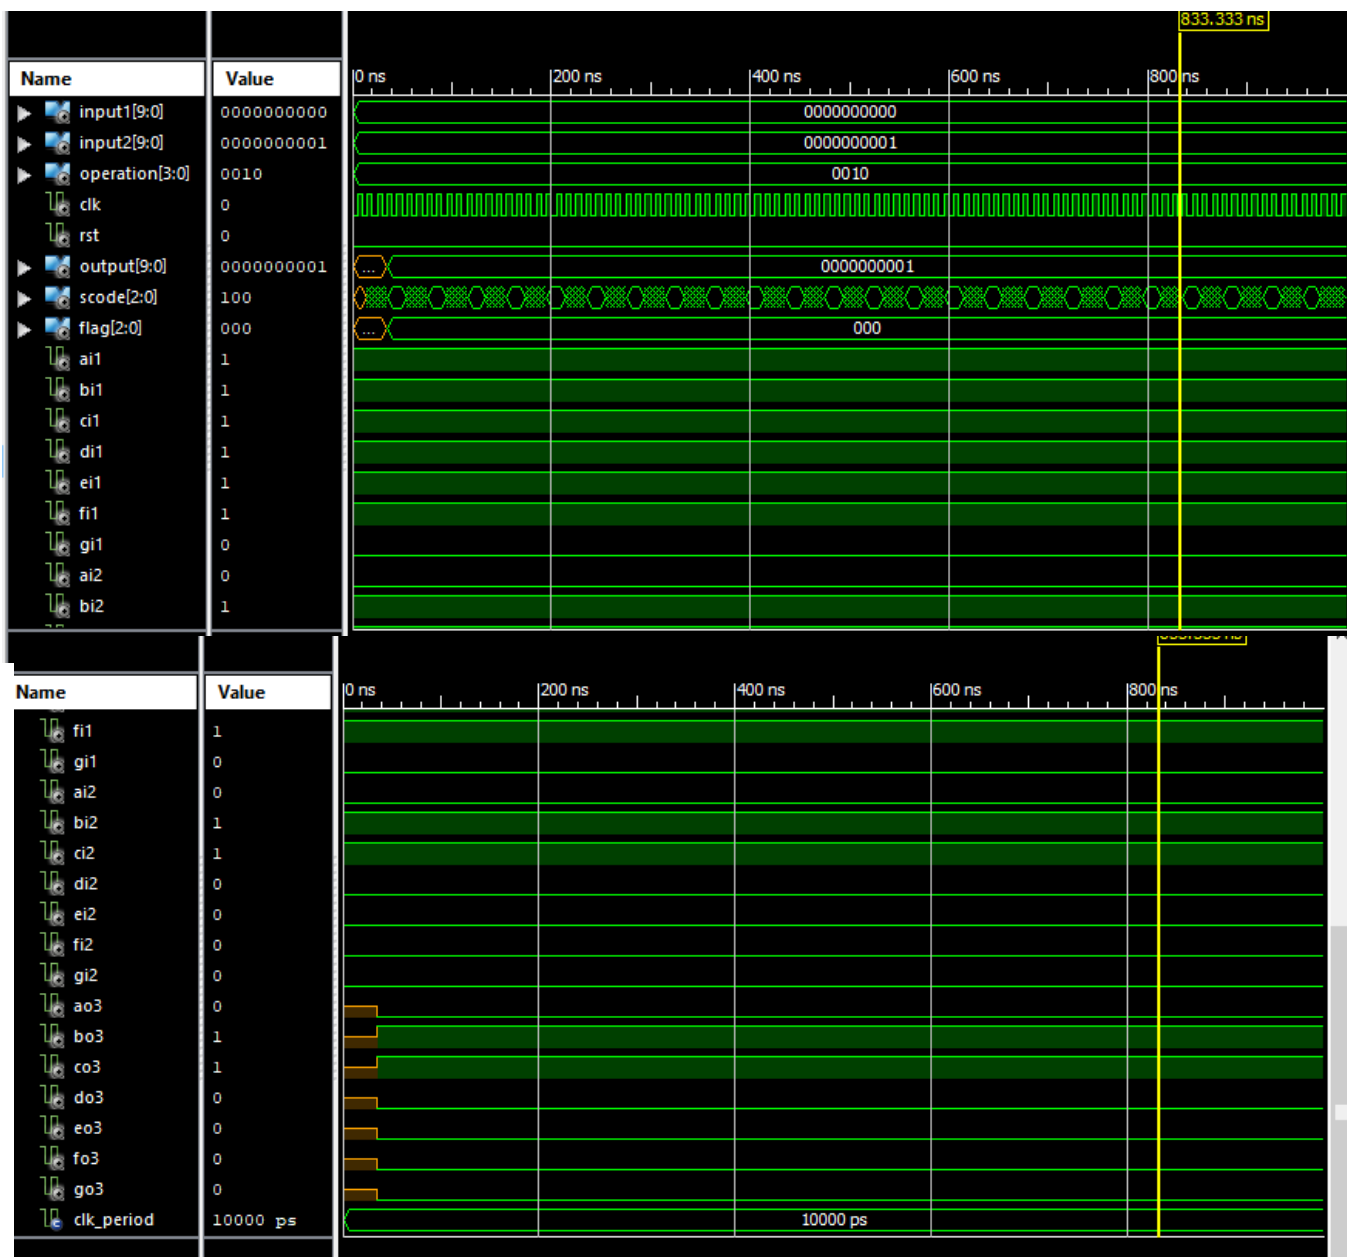 833.333 ns
Name Value 0 ns 200 ns 400 ns 600 ns 800 ns
input1[9:0] 0000000000 0000000000
input2[9:0] 0000000001 0000000001
operation[3:0] 0010 0010
clk 0
rst 0
output[9:0] 0000000001 ... 0000000001
scode[2:0] 100
flag[2:0] 000 ... 000
ai1 1
bi1 1
ci1 1
di1 1
ei1 1
fi1 1
gi1 0
ai2 0
bi2 1
Name Value 0 ns 200 ns 400 ns 600 ns 800 ns
fi1 1
gi1 0
ai2 0
bi2 1
ci2 1
di2 0
ei2 0
fi2 0
gi2 0
ao3 0
bo3 1
co3 1
do3 0
eo3 0
fo3 0
go3 0
clk_period 10000 ps 10000 ps